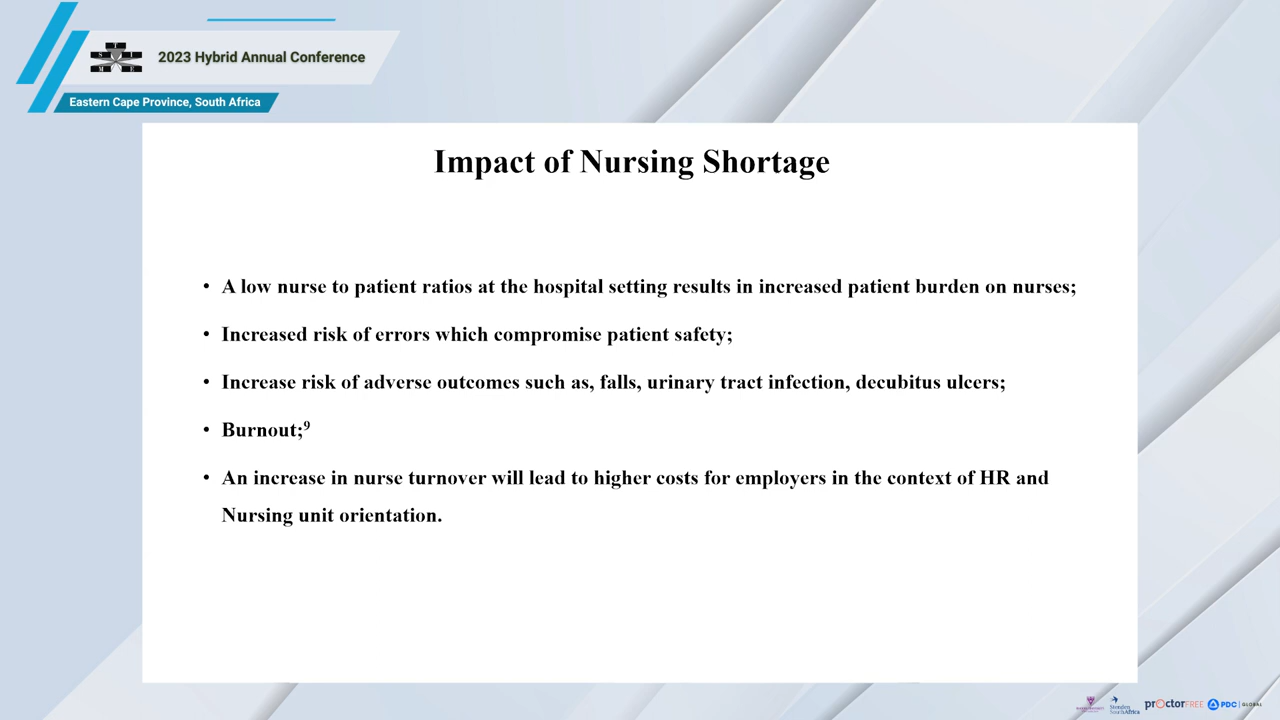 2023 Hybrid Annual Conference
Eastern Cape Province, South Africa
Impact of Nursing Shortage
• A low nurse to patient ratios at the hospital setting results in increased patient burden on nurses;
• Increased risk of errors which compromise patient safety;
• Increase risk of adverse outcomes such as, falls, urinary tract infection, decubitus ulcers;
• Burnout;⁹
• An increase in nurse turnover will lead to higher costs for employers in the context of HR and
Nursing unit orientation.
Stenden
South Africa
proctorFREE
PDC | GLOBAL